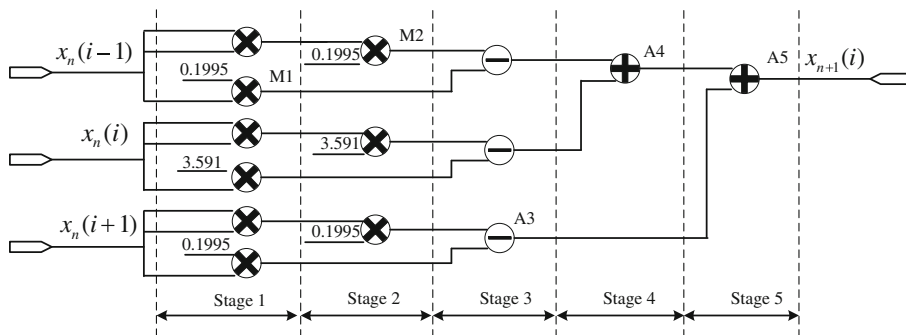 x_n(i−1)
0.1995
M1
0.1995
M2
A4
A5
x_{n+1}(i)
x_n(i)
3.591
3.591
x_n(i+1)
0.1995
0.1995
A3
Stage 1
Stage 2
Stage 3
Stage 4
Stage 5